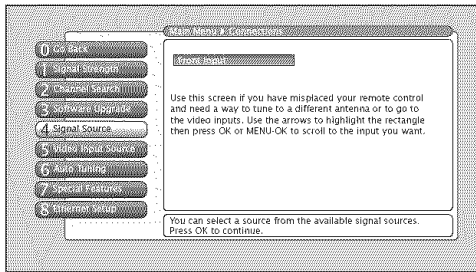 Main Menu ▶ Connections
0 Go Back
1 Signal Strength
2 Channel Search
3 Software Upgrade
4 Signal Source
5 Video Input Source
6 Auto Tuning
7 Special Features
8 Setup
Front Input
Use this screen if you have misplaced your remote control
and need a way to tune to a different antenna or to go to
the video inputs. Use the arrows to highlight the rectangle
then press OK or MENU-OK to scroll to the input you want.
You can select a source from the available signal sources.
Press OK to continue.